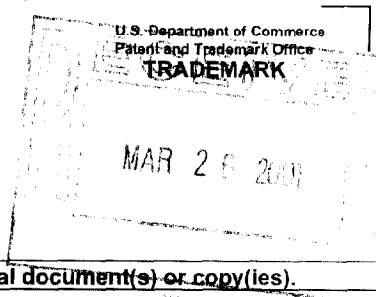 U.S. Department of Commerce
Patent and Trademark Office
TRADEMARK
MAR 2
al document(s) or copy(ies).